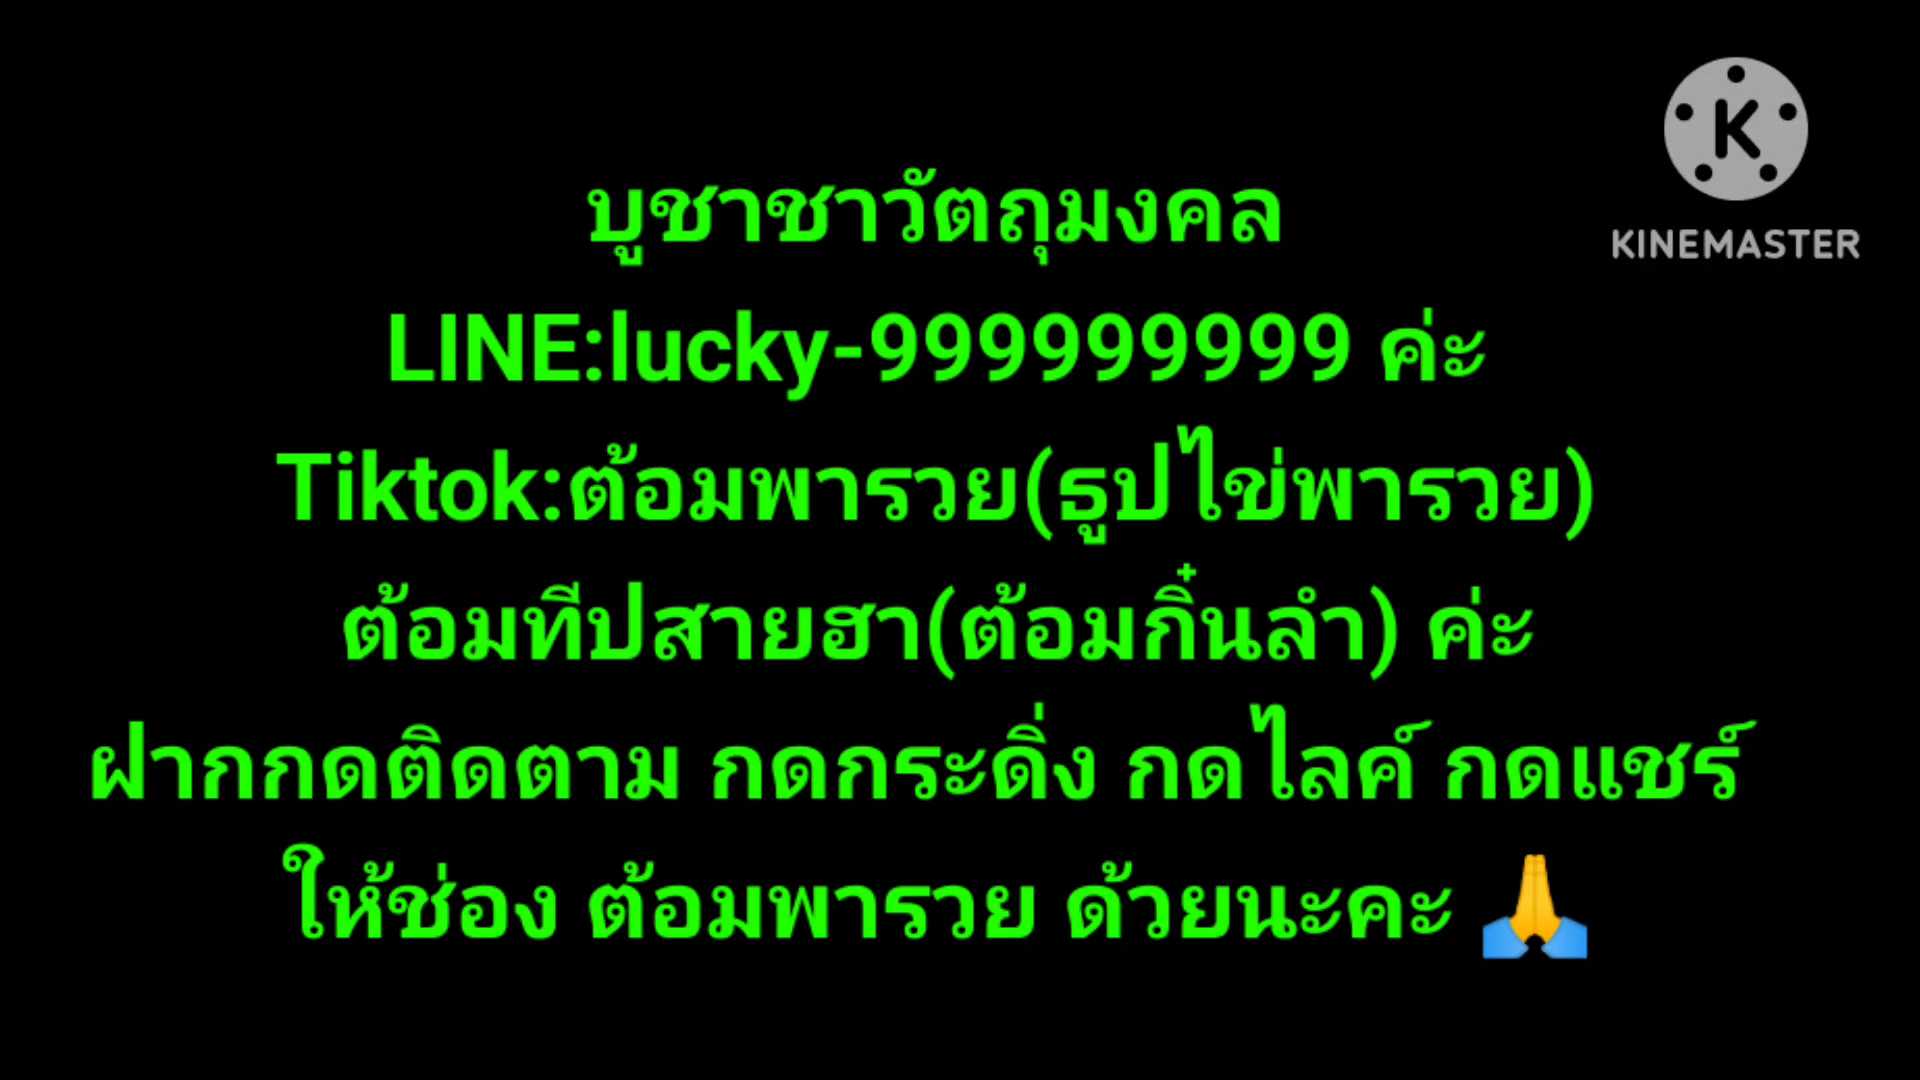 KINEMASTER
บูชาชาวัตถุมงคล
LINE:lucky-999999999 ค่ะ
Tiktok:ต้อมพารวย(ธูปไข่พารวย)
ต้อมทีปสายฮา(ต้อมกิ๋นลำ) ค่ะ
ฝากกดติดตาม กดกระดิ่ง กดไลค์ กดแชร์
ให้ช่อง ต้อมพารวย ด้วยนะคะ 🙏